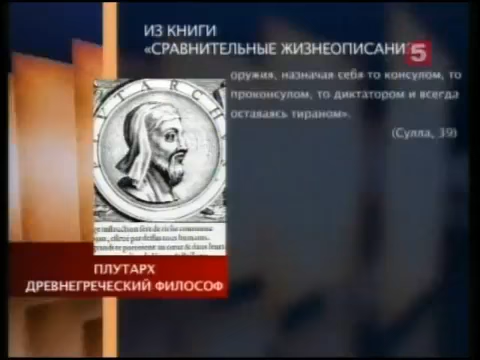 ИЗ КНИГИ
«СРАВНИТЕЛЬНЫЕ ЖИЗНЕОПИСАНИ
5
оружия, назначая себя то консулом, то
проконсулом, то диктатором и всегда
оставаясь тираном».
(Сулла, 39)
TARCH
ПЛУТАРХ
ДРЕВНЕГРЕЧЕСКИЙ ФИЛОСОФ